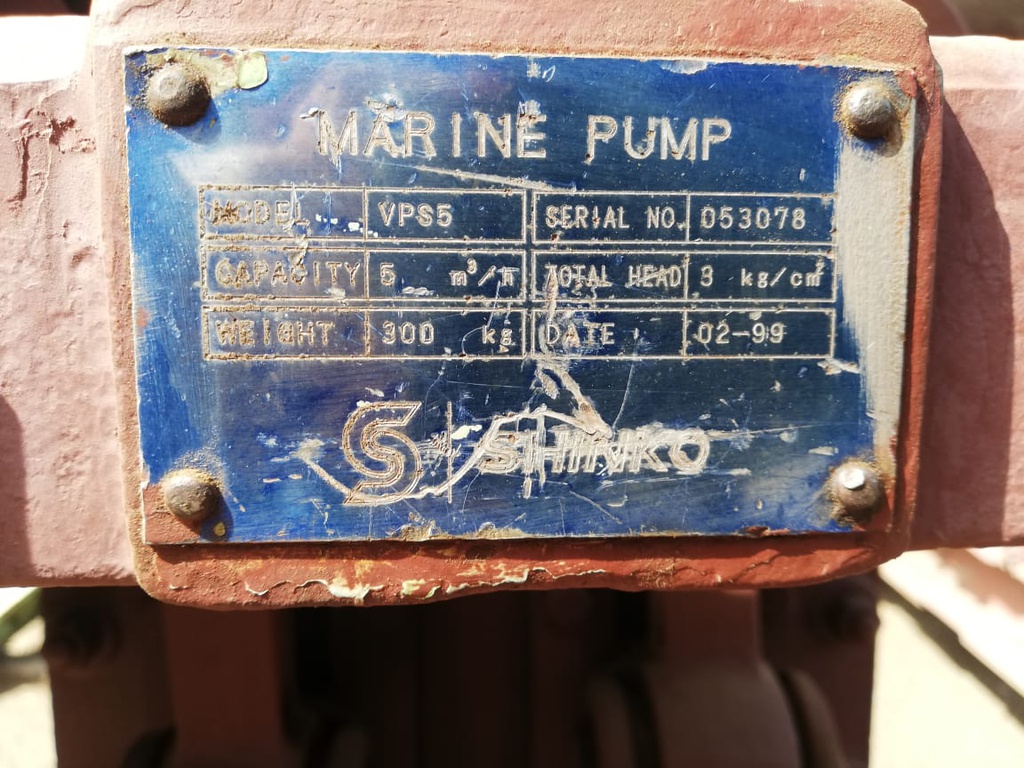 MARINE PUMP
MODEL VPS5 SERIAL NO. 053078
CAPACITY 5 m³/h TOTAL HEAD 3 kg/cm²
WEIGHT 300 kg DATE 02-99
S SHINKO